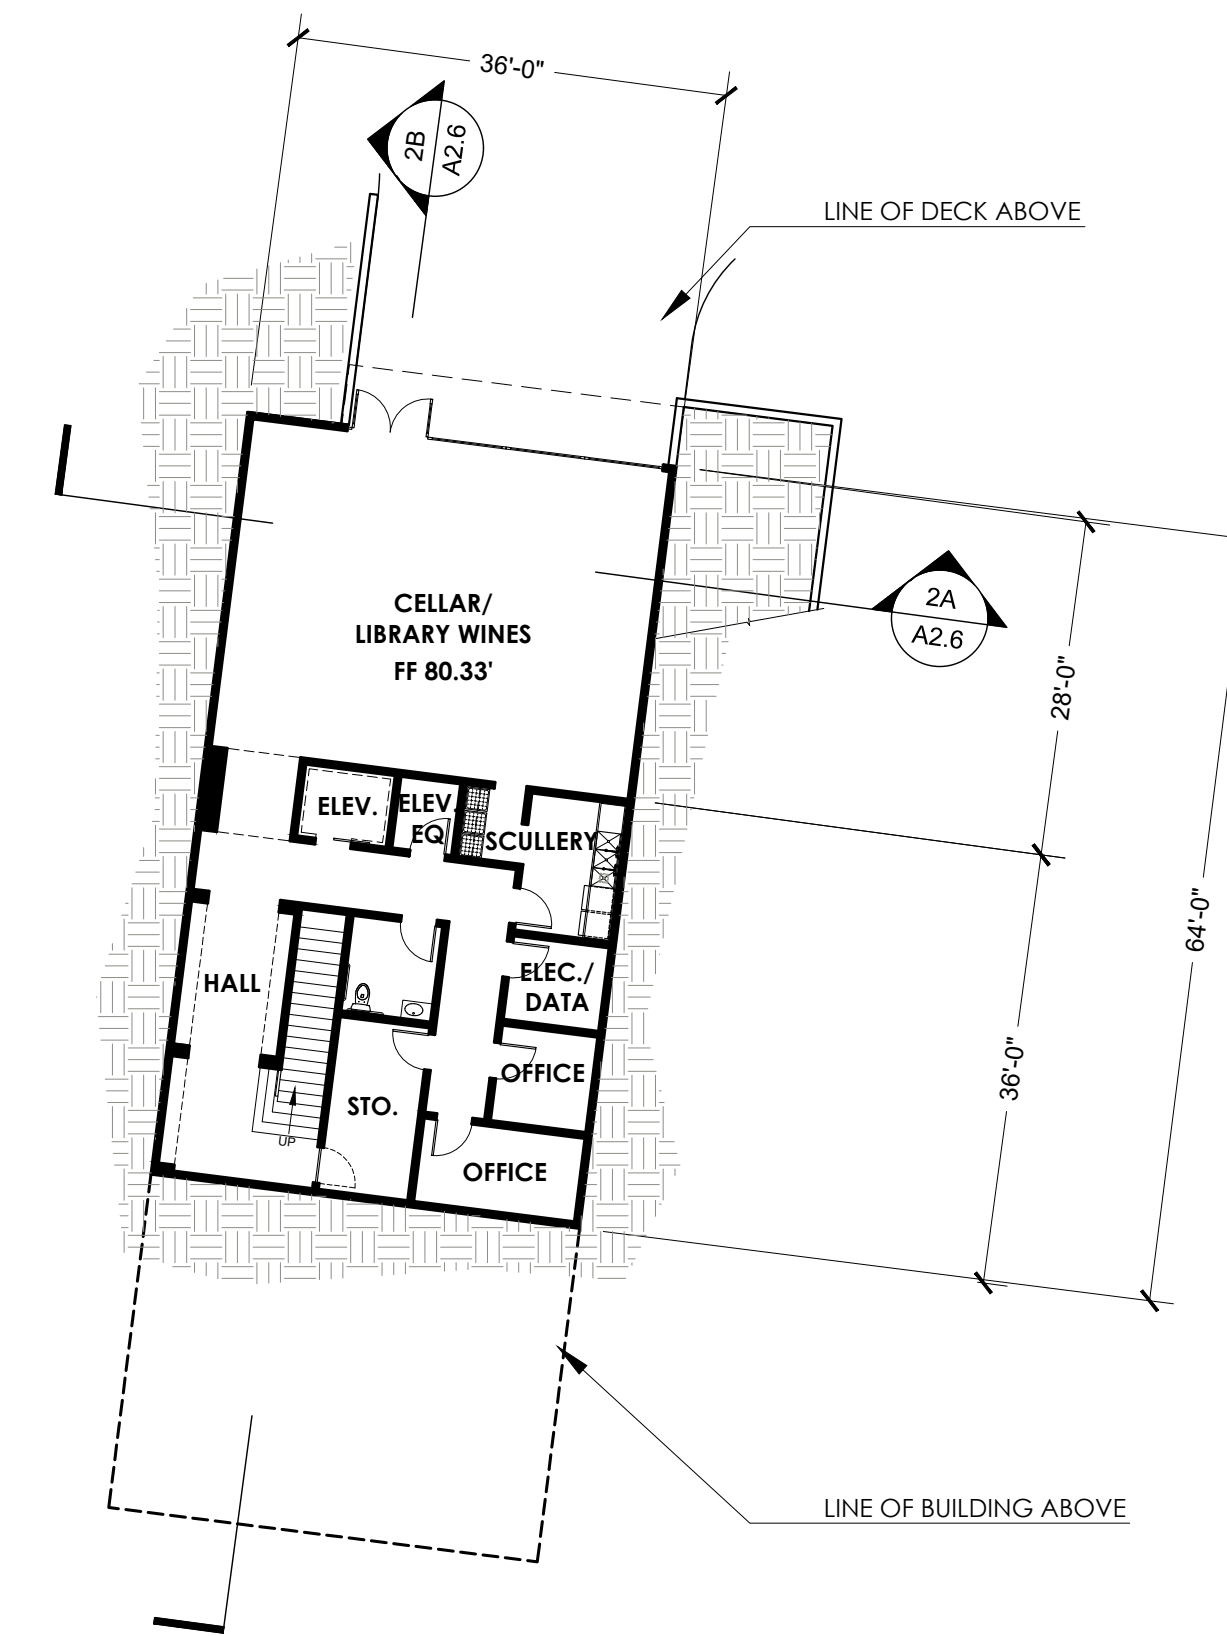 36'-0"
2B
A2.6
LINE OF DECK ABOVE
CELLAR/
LIBRARY WINES
FF 80.33'
2A
A2.6
28'-0"
ELEV.
ELEV.
EQ
SCULLERY
64'-0"
HALL
ELEC./
DATA
36'-0"
OFFICE
STO.
UP
OFFICE
LINE OF BUILDING ABOVE